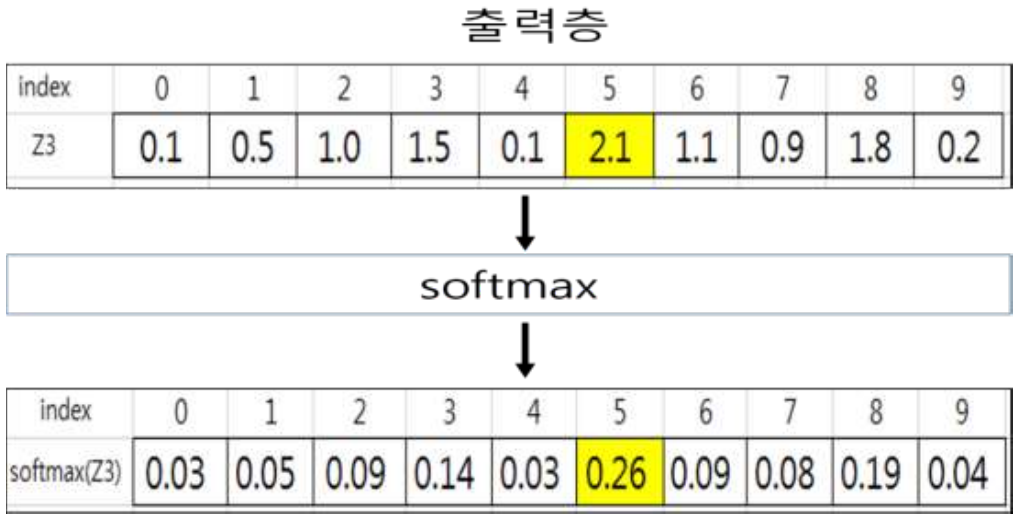 출력층
index 0 1 2 3 4 5 6 7 8 9
Z3 0.1 0.5 1.0 1.5 0.1 2.1 1.1 0.9 1.8 0.2
softmax
index 0 1 2 3 4 5 6 7 8 9
softmax(Z3) 0.03 0.05 0.09 0.14 0.03 0.26 0.09 0.08 0.19 0.04